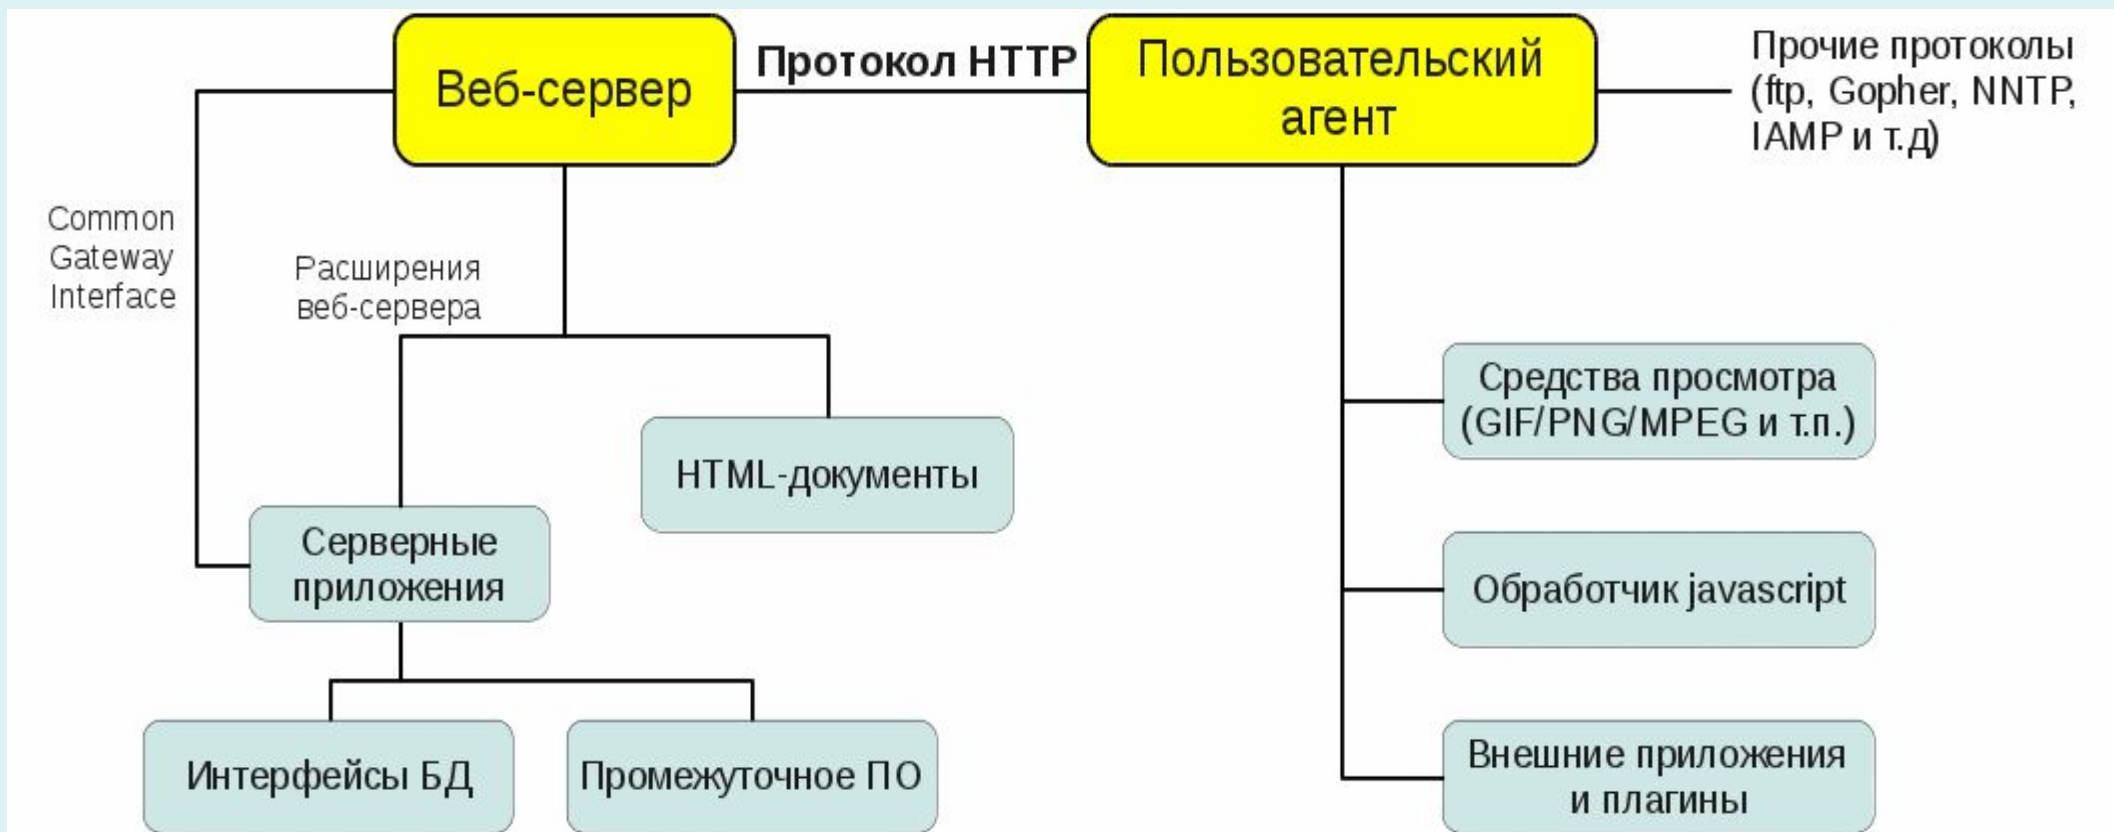 Веб-сервер
Протокол HTTP
Пользовательский
агент
Прочие протоколы
(ftp, Gopher, NNTP,
IAMP и т.д)
Common
Gateway
Interface
Расширения
веб-сервера
HTML-документы
Серверные
приложения
Интерфейсы БД
Промежуточное ПО
Средства просмотра
(GIF/PNG/MPEG и т.п.)
Обработчик javascript
Внешние приложения
и плагины